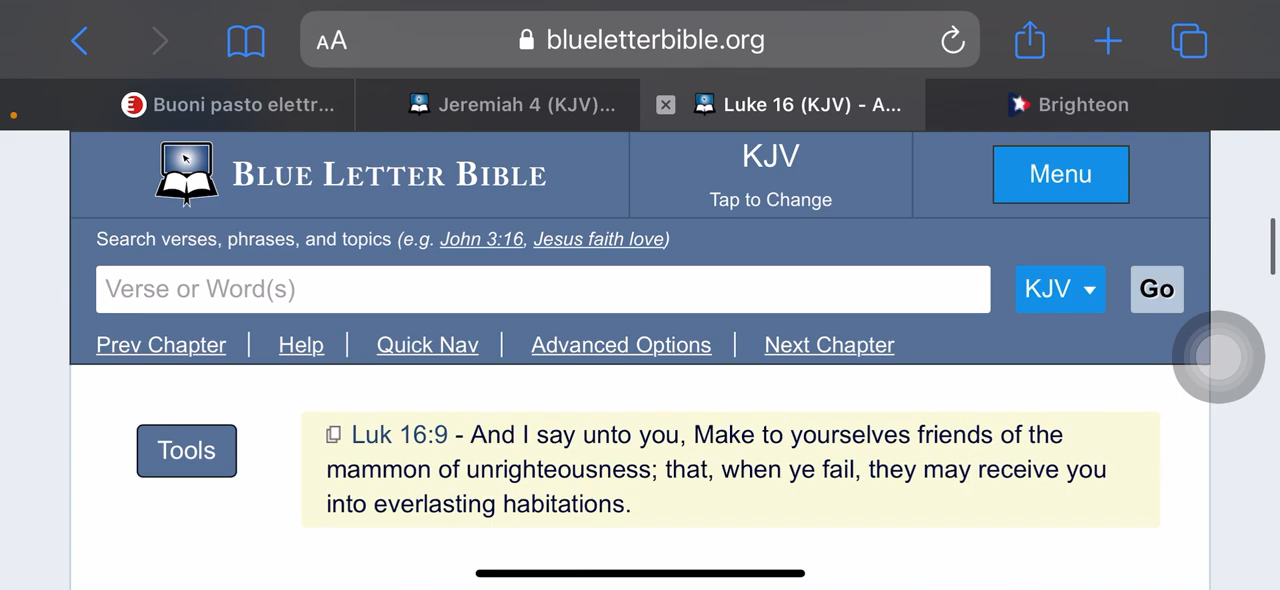 AA blueletterbible.org
Buoni pasto elettr... Jeremiah 4 (KJV)... Luke 16 (KJV) - A... Brighteon
BLUE LETTER BIBLE
KJV
Tap to Change
Menu
Search verses, phrases, and topics (e.g. John 3:16, Jesus faith love)
Verse or Word(s) KJV Go
Prev Chapter | Help | Quick Nav | Advanced Options | Next Chapter
Tools
Luk 16:9 - And I say unto you, Make to yourselves friends of the
mammon of unrighteousness; that, when ye fail, they may receive you
into everlasting habitations.